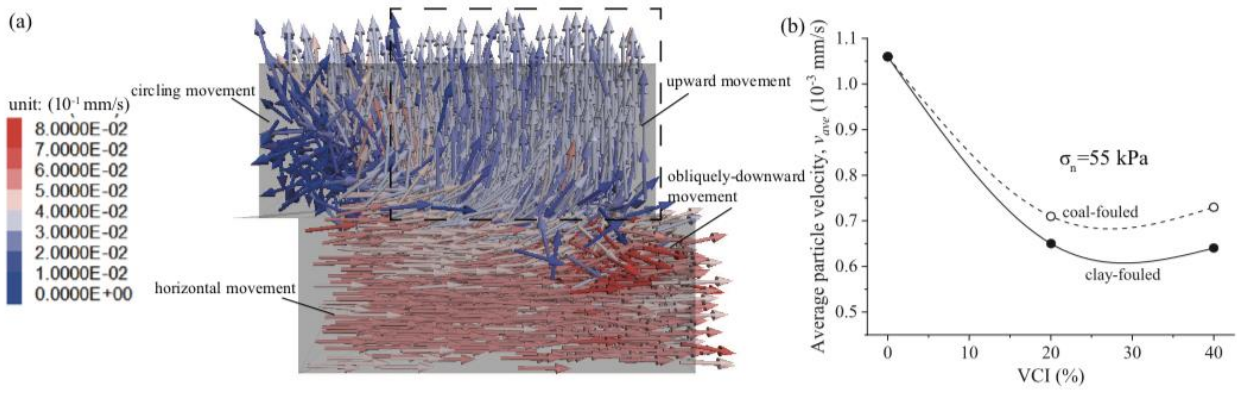 (a)
circling movement
unit: (10⁻¹ mm/s)
8.0000E-02
7.0000E-02
6.0000E-02
5.0000E-02
4.0000E-02
3.0000E-02
2.0000E-02
1.0000E-02
0.0000E+00
horizontal movement
upward movement
obliquely-downward
movement
(b)
Average particle velocity, v_ave (10⁻³ mm/s)
1.1
1.0
0.9
0.8
0.7
0.6
0.5
σₙ=55 kPa
coal-fouled
clay-fouled
0 10 20 30 40
VCI (%)